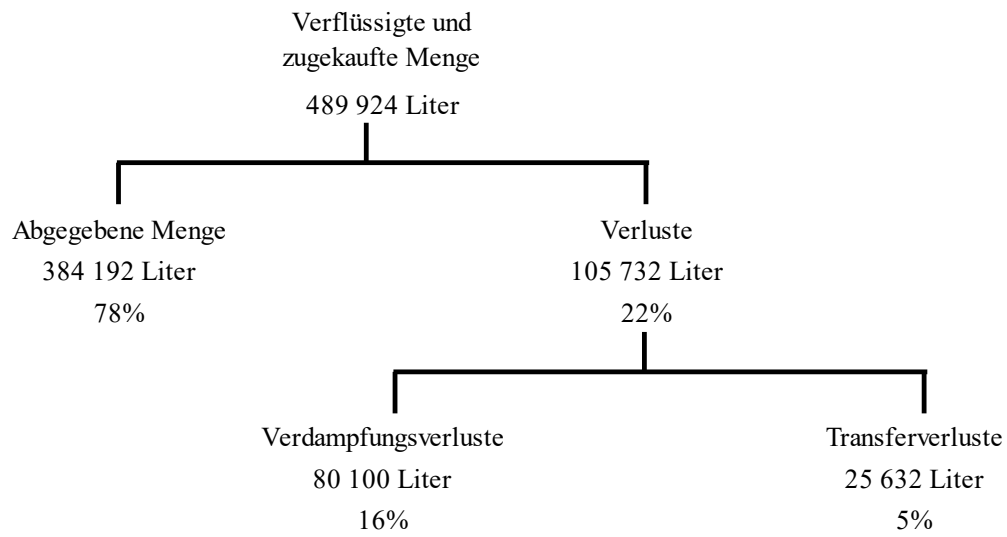 Verflüssigte und
zugekaufte Menge
489 924 Liter
Abgegebene Menge
384 192 Liter
78%
Verluste
105 732 Liter
22%
Verdampfungsverluste
80 100 Liter
16%
Transferverluste
25 632 Liter
5%